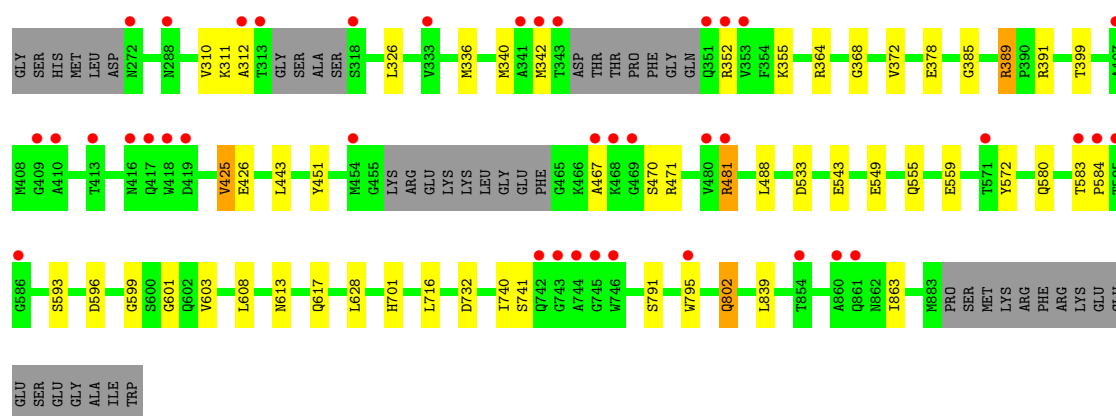 GLY SER HIS MET LEU ASP N272 N288 V310 K311 A312 T313 GLY SER ALA SER S318 L326 V333 M336 M340 A341 M342 T343 ASP THR THR PRO PHE GLY GLN Q351 R352 V353 F354 K355 R364 G368 V372 E378 G385 R389 P390 R391 T399 A407
M408 G409 A410 T413 N416 Q417 W418 D419 V425 E426 L443 Y451 M454 G455 LYS ARG GLU LYS LYS LEU GLY GLU PHE G465 K466 A467 K468 G469 S470 R471 V480 R481 L488 D533 E543 E549 Q555 E559 T571 Y572 Q580 T583 P584 T585
G586 S593 D596 G599 S600 G601 Q602 V603 L608 N613 Q617 L628 H701 L716 D732 I740 S741 Q742 G743 A744 G745 W746 S791 W795 Q802 L839 T854 A860 Q861 N862 I863 M883 PRO SER MET LYS ARG PHE ARG LYS GLU
GLU SER GLU GLY ALA ILE TRP